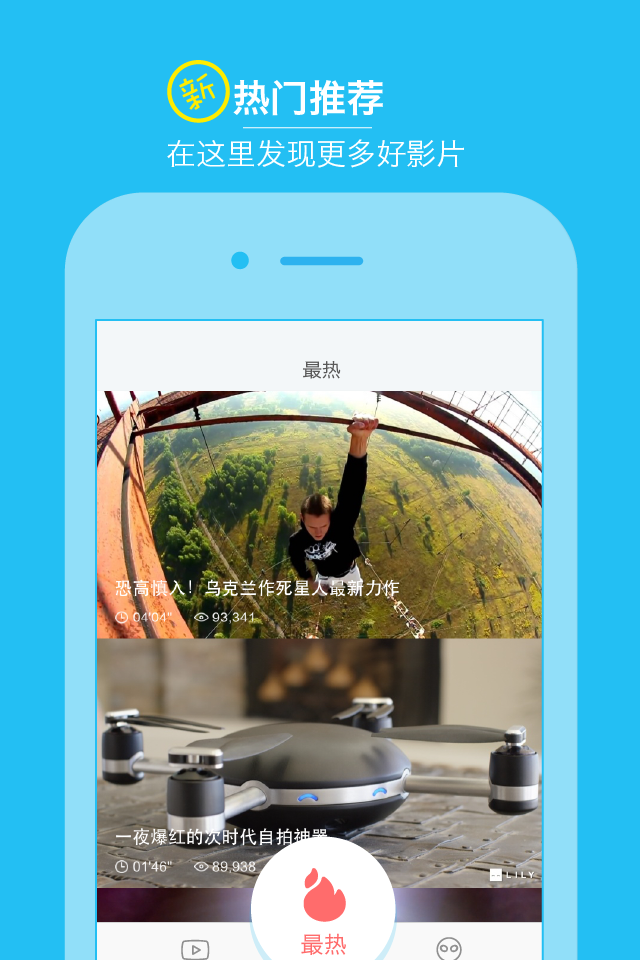 新 热门推荐
在这里发现更多好影片
最热
恐高慎入！乌克兰作死星人最新力作
04'04" 93,341
一夜爆红的次时代自拍神器
01'46" 89,938
LILY
最热